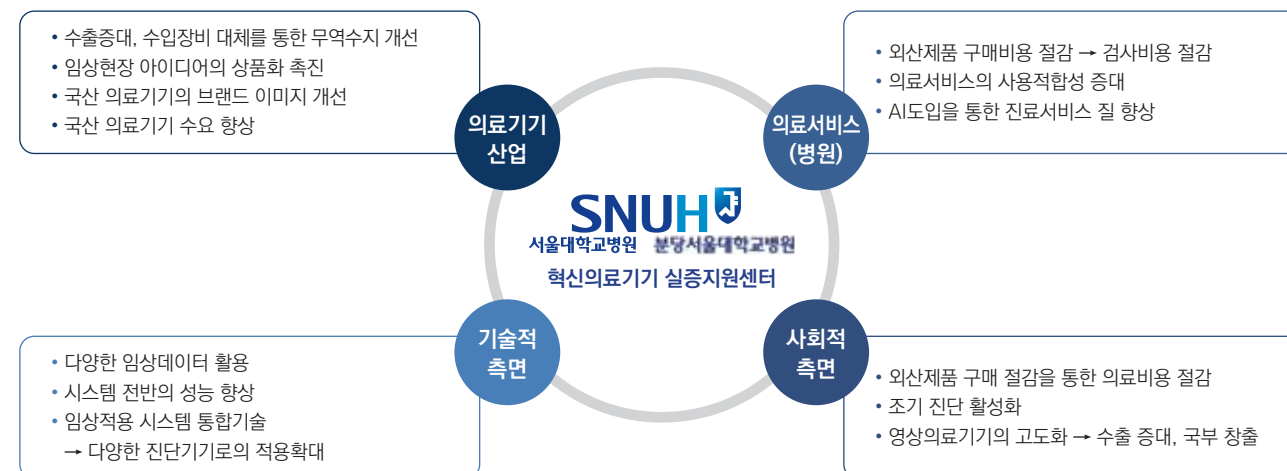 • 수출증대, 수입장비 대체를 통한 무역수지 개선
• 임상현장 아이디어의 상품화 촉진
• 국산 의료기기의 브랜드 이미지 개선
• 국산 의료기기 수요 향상
의료기기
산업
• 외산제품 구매비용 절감 → 검사비용 절감
• 의료서비스의 사용적합성 증대
• AI도입을 통한 진료서비스 질 향상
의료서비스
(병원)
SNUH
서울대학교병원 분당서울대학교병원
혁신의료기기 실증지원센터
기술적
측면
• 다양한 임상데이터 활용
• 시스템 전반의 성능 향상
• 임상적용 시스템 통합기술
→ 다양한 진단기기로의 적용확대
사회적
측면
• 외산제품 구매 절감을 통한 의료비용 절감
• 조기 진단 활성화
• 영상의료기기의 고도화 → 수출 증대, 국부 창출